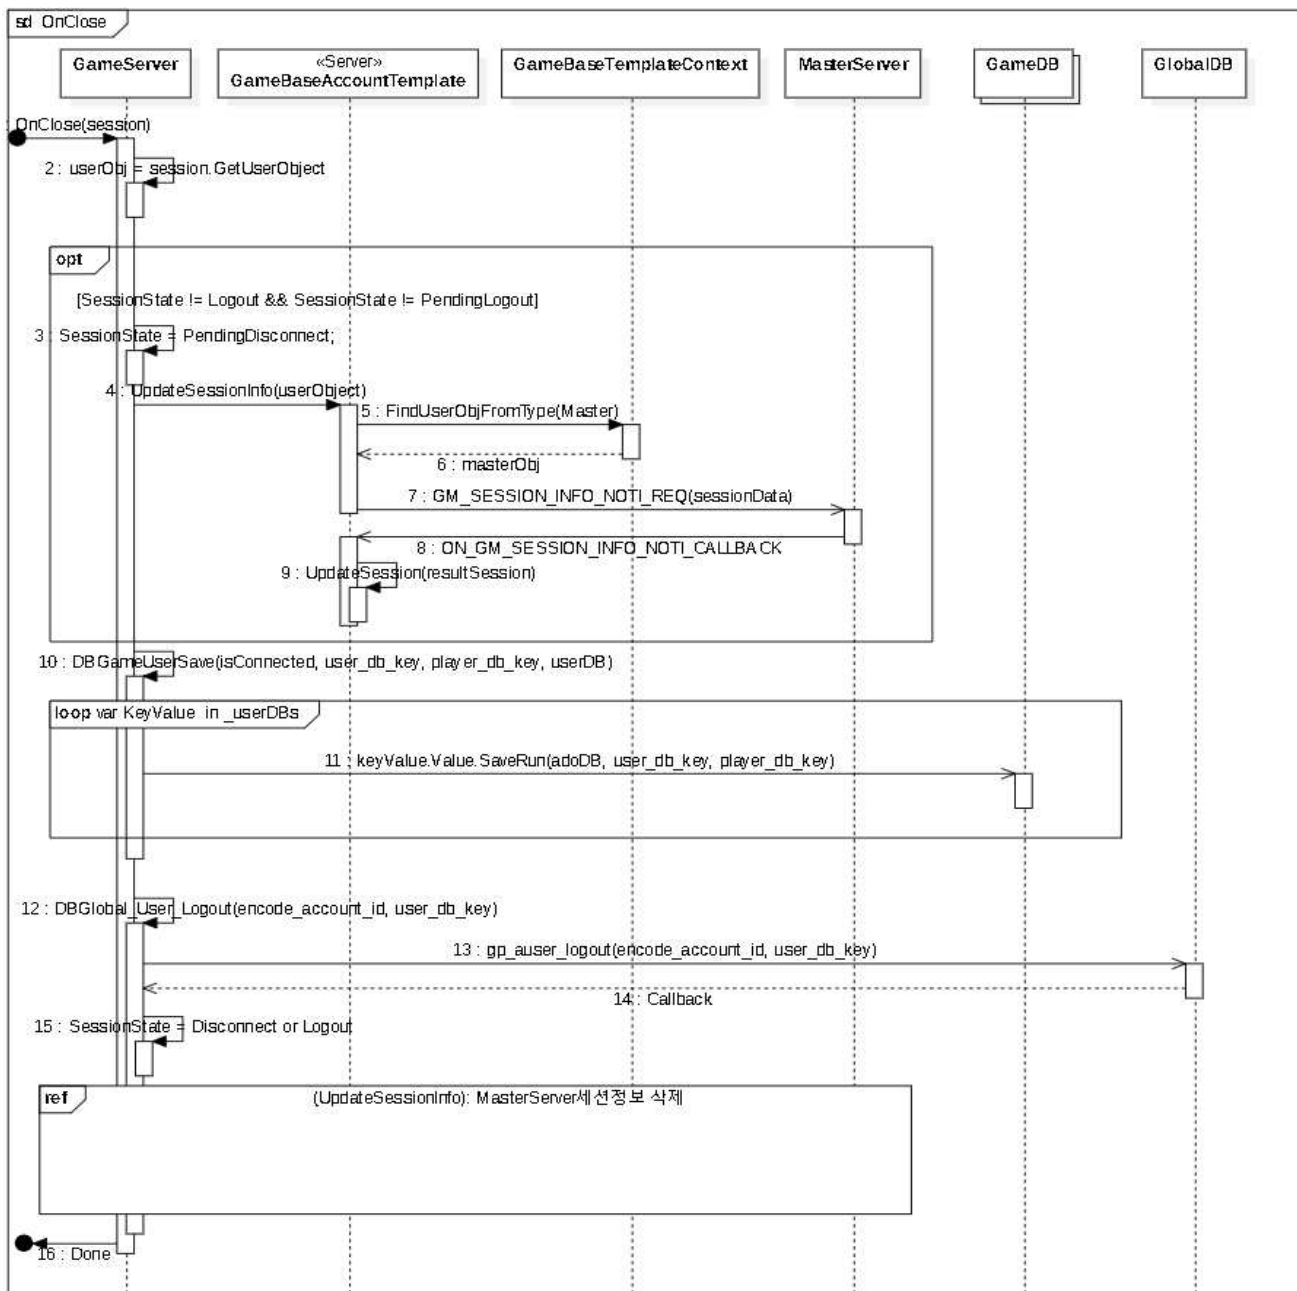 sd OnClose
GameServer
«Server»
GameBaseAccountTemplate
GameBaseTemplateContext
MasterServer
GameDB
GlobalDB
OnClose(session)
2 : userObj = session.GetUserObject
opt
[SessionState != Logout && SessionState != PendingLogout]
3 : SessionState = PendingDisconnect;
4 : UpdateSessionInfo(userObject)
5 : FindUserObjFromType(Master)
6 : masterObj
7 : GM_SESSION_INFO_NOTI_REQ(sessionData)
8 : ON_GM_SESSION_INFO_NOTI_CALLBACK
9 : UpdateSession(resultSession)
10 : DBGameUserSave(isConnected, user_db_key, player_db_key, userDB)
loop var KeyValue in _userDBs
11 : keyValue.Value.SaveRun(adoDB, user_db_key, player_db_key)
12 : DBGlobal_User_Logout(encode_account_id, user_db_key)
13 : gp_auser_logout(encode_account_id, user_db_key)
14 : Callback
15 : SessionState = Disconnect or Logout
ref
(UpdateSessionInfo): MasterServer세션정보 삭제
16 : Done